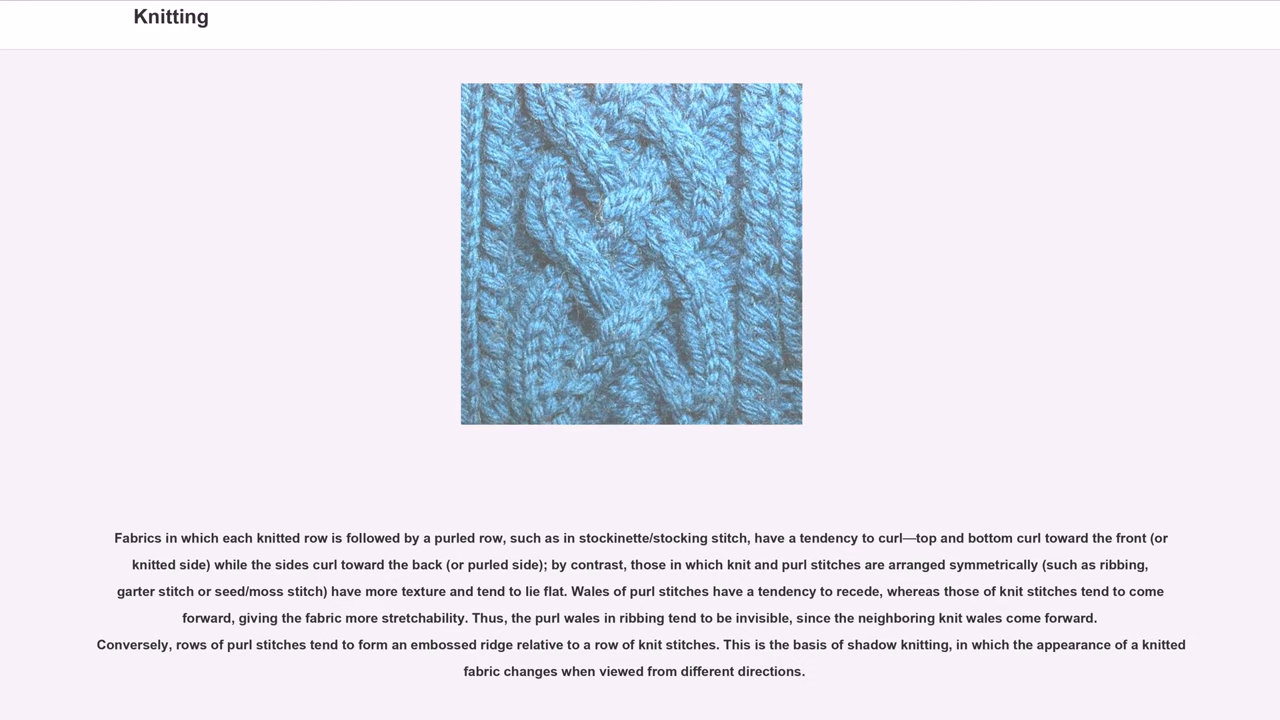 Knitting
Fabrics in which each knitted row is followed by a purled row, such as in stockinette/stocking stitch, have a tendency to curl—top and bottom curl toward the front (or
knitted side) while the sides curl toward the back (or purled side); by contrast, those in which knit and purl stitches are arranged symmetrically (such as ribbing,
garter stitch or seed/moss stitch) have more texture and tend to lie flat. Wales of purl stitches have a tendency to recede, whereas those of knit stitches tend to come
forward, giving the fabric more stretchability. Thus, the purl wales in ribbing tend to be invisible, since the neighboring knit wales come forward.
Conversely, rows of purl stitches tend to form an embossed ridge relative to a row of knit stitches. This is the basis of shadow knitting, in which the appearance of a knitted
fabric changes when viewed from different directions.